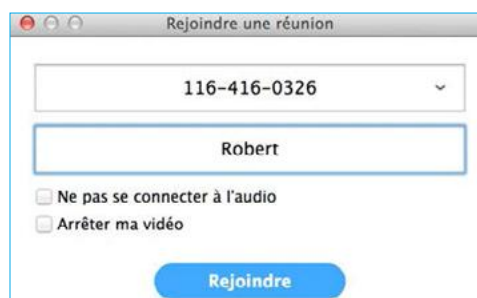 Rejoindre une réunion
116-416-0326
Robert
Ne pas se connecter à l'audio
Arrêter ma vidéo
Rejoindre